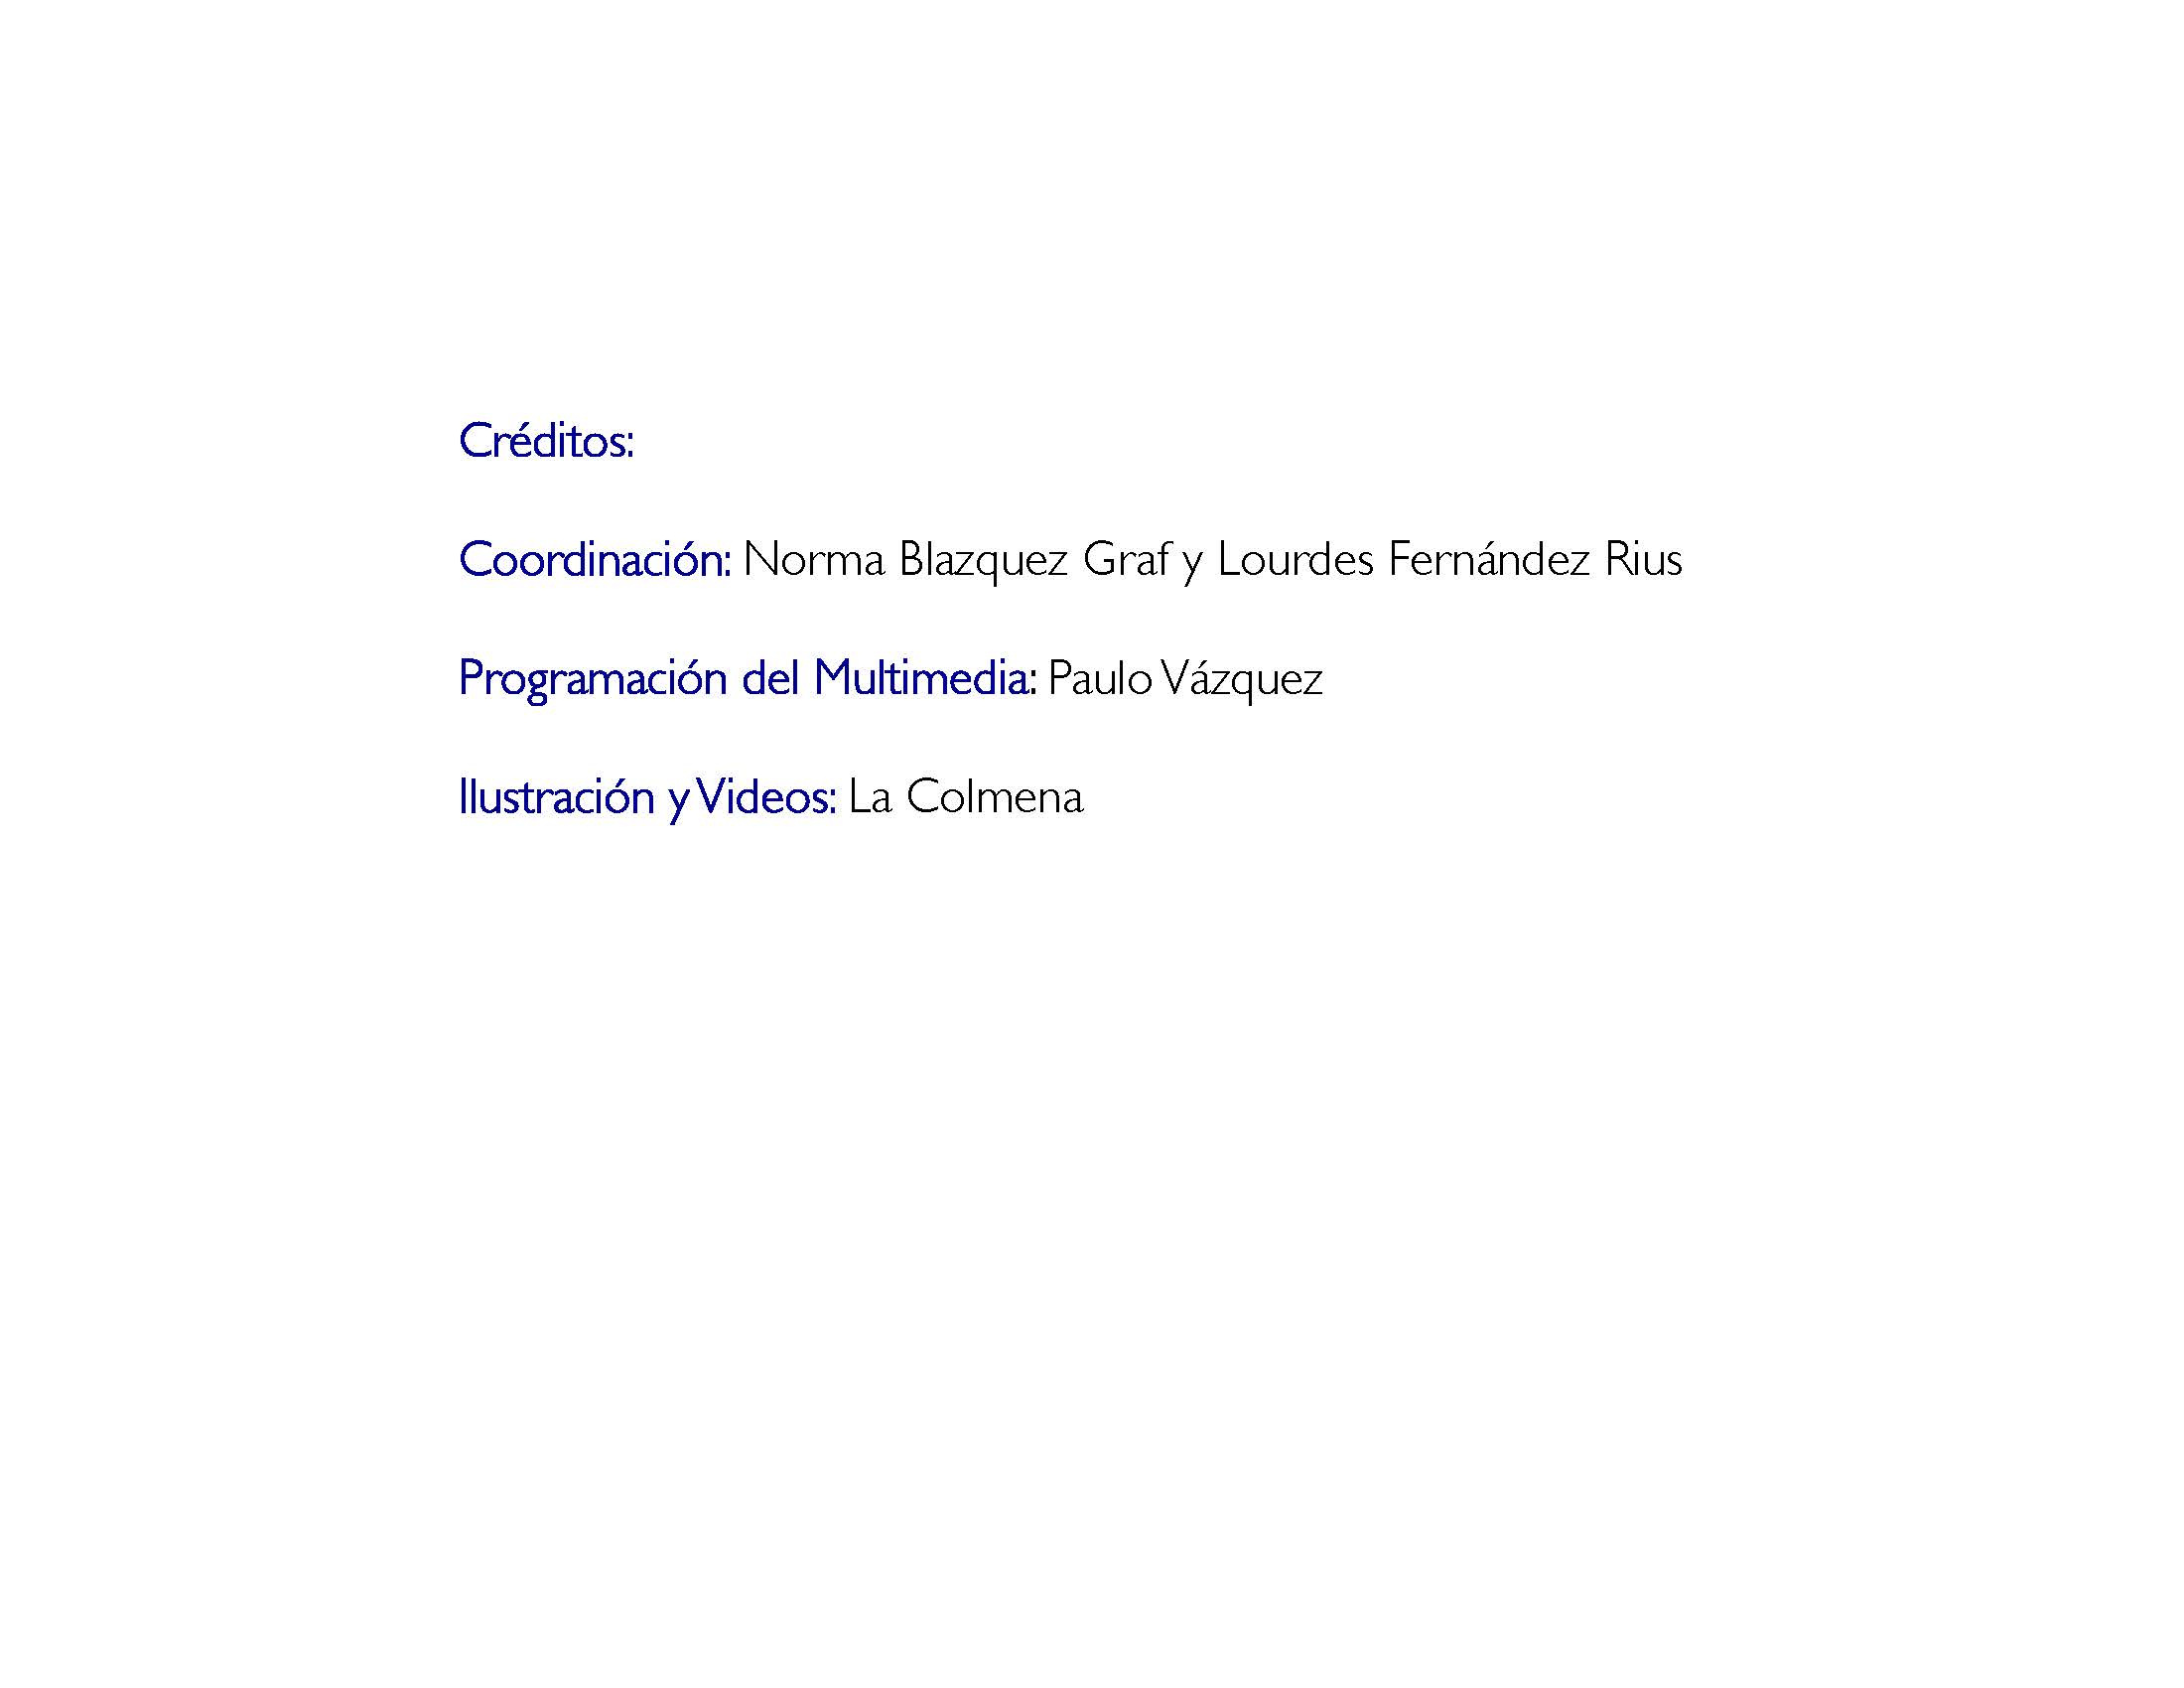 Créditos:
Coordinación: Norma Blazquez Graf y Lourdes Fernández Rius
Programación del Multimedia: Paulo Vázquez
Ilustración y Videos: La Colmena